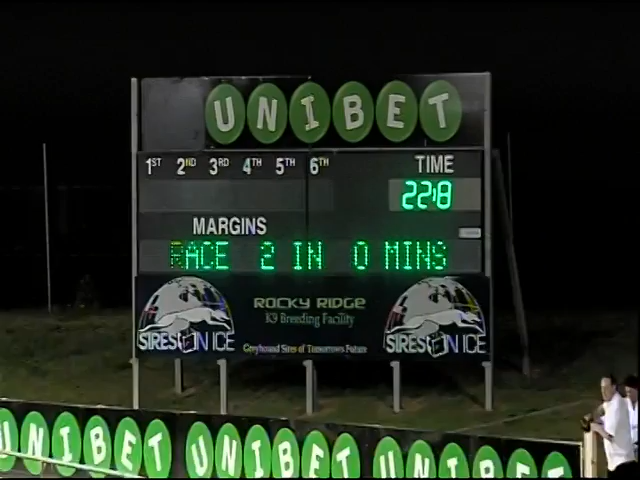 UNIBET
1ST 2ND 3RD 4TH 5TH 6TH TIME
22.8
MARGINS
RACE 2 IN 0 MINS
ROCKY RIDGE
K9 Breeding Facility
SIRES ON ICE Greyhound Sires of Tomorrows Future SIRES ON ICE
UNIBET UNIBET UNIBET